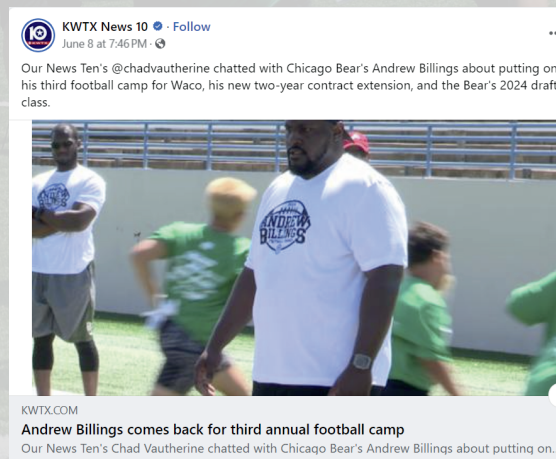 KWTX News 10 · Follow
June 8 at 7:46 PM ·
Our News Ten's @chadvautherine chatted with Chicago Bear's Andrew Billings about putting on
his third football camp for Waco, his new two-year contract extension, and the Bear's 2024 draft
class.
10
ANDREW
BILLINGS
KWTX.COM
Andrew Billings comes back for third annual football camp
Our News Ten's Chad Vautherine chatted with Chicago Bear's Andrew Billings about putting on...